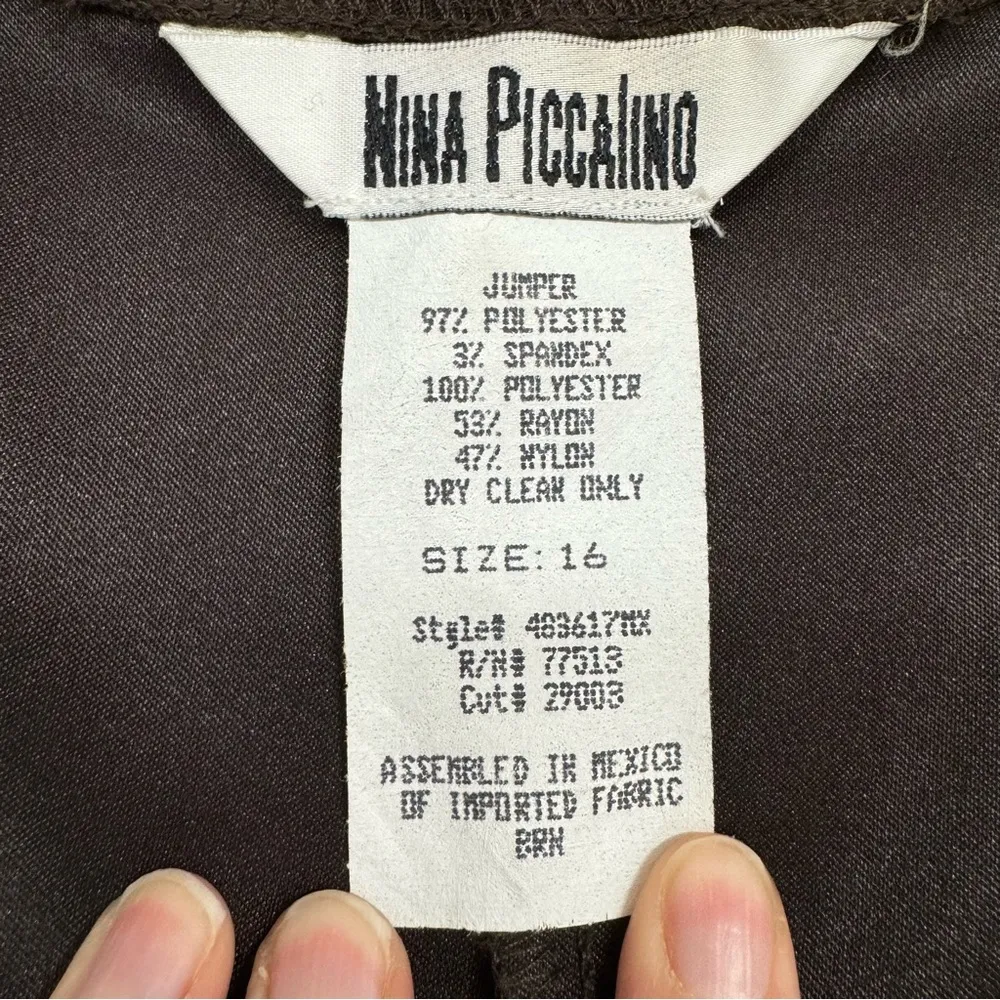 NINA PICCAlINO
JUMPER
97% POLYESTER
3% SPANDEX
100% POLYESTER
53% RAYON
47% NYLON
DRY CLEAN ONLY
SIZE: 16
Style# 483617MX
R/N# 77513
Cut# 29003
ASSEMBLED IN MEXICO
OF IMPORTED FABRIC
BRN